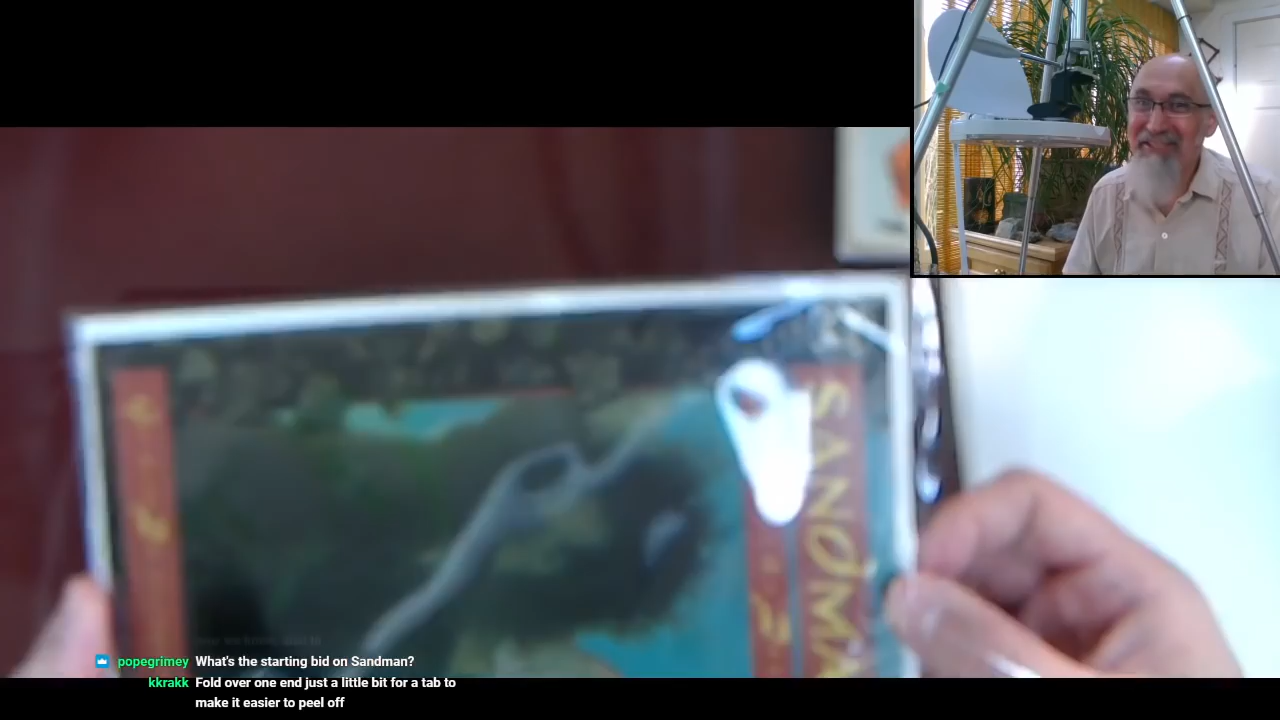 SANDMA
popegrimey What's the starting bid on Sandman?
kkrakk Fold over one end just a little bit for a tab to
make it easier to peel off